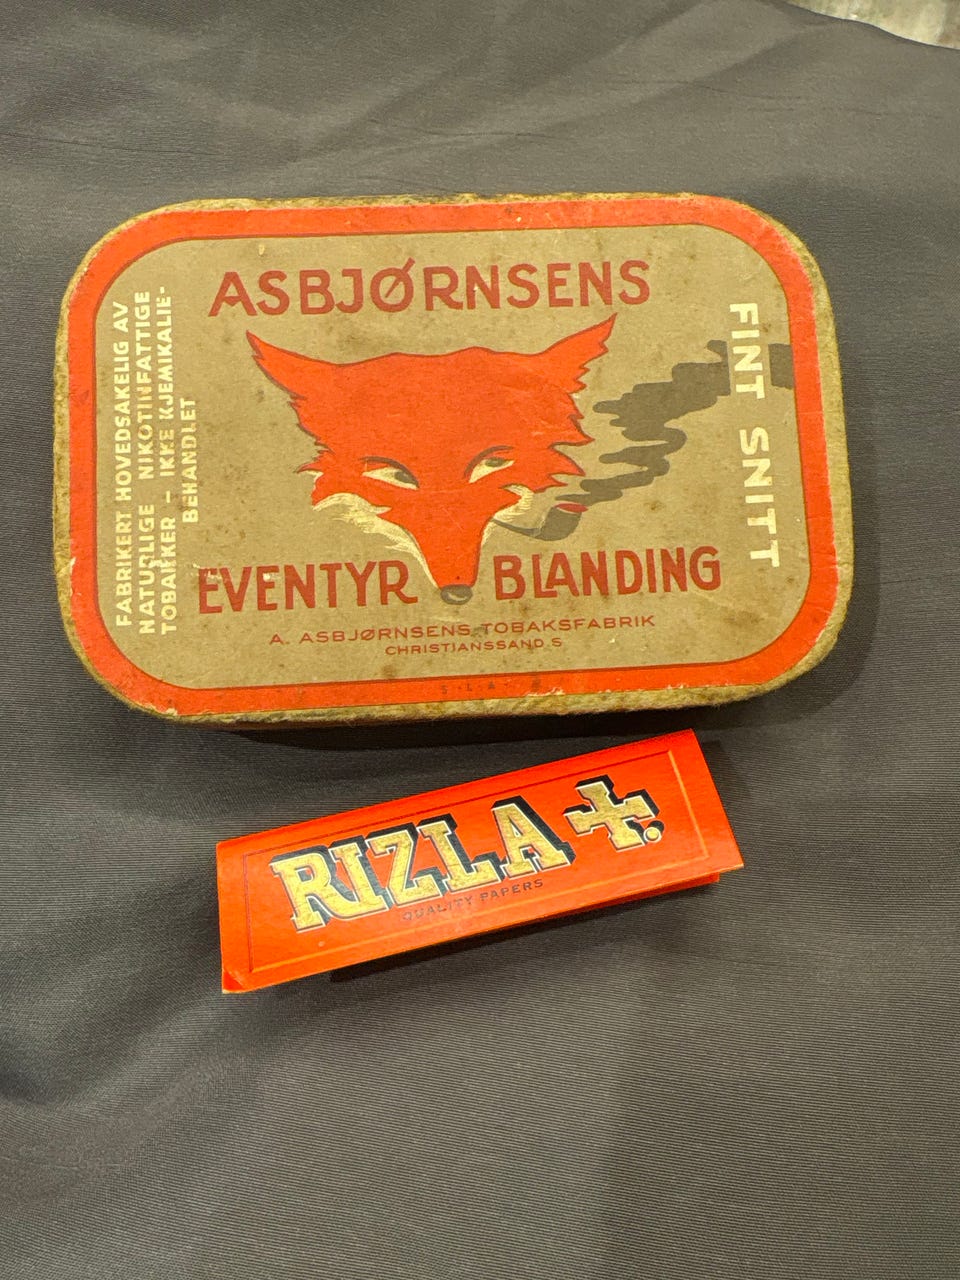 ASBJØRNSENS
FABRIKERT HOVEDSAKELIG AV
NATURLIGE NIKOTINFATTIGE
TOBAKKER – IKKE KJEMIKALIE-
BEHANDLET
FINT SNITT
EVENTYR BLANDING
A. ASBJØRNSENS TOBAKSFABRIK
CHRISTIANSSAND S
RIZLA+.
QUALITY PAPERS